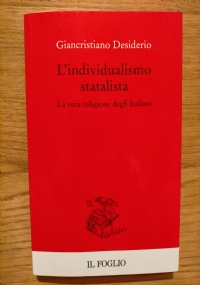 Giancristiano Desiderio
L'individualismo
statalista
La vera religione degli Italiani
IL FOGLIO